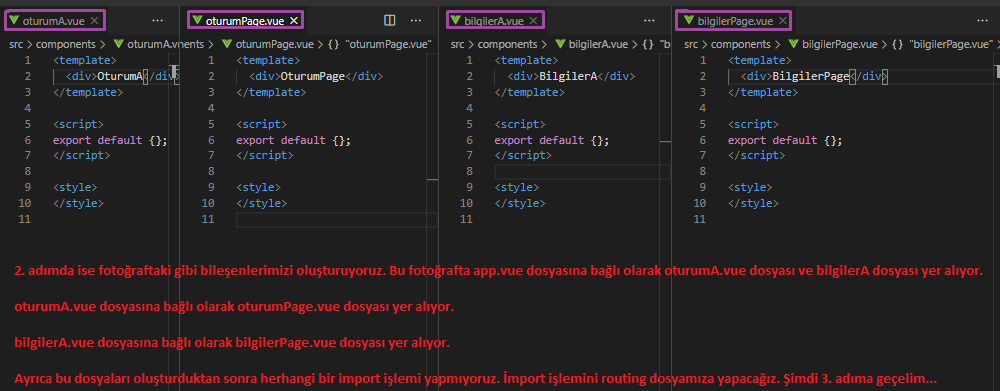 oturumA.vue
src > components > oturumA.v
1 <template>
2 <div>OturumA</div>
3 </template>
4
5 <script>
6 export default {};
7 </script>
8
9 <style>
10 </style>
11
oturumPage.vue
nents > oturumPage.vue > {} "oturumPage.vue"
1 <template>
2 <div>OturumPage</div>
3 </template>
4
5 <script>
6 export default {};
7 </script>
8
9 <style>
10 </style>
11
bilgilerA.vue
src > components > bilgilerA.vue > {} "b
1 <template>
2 <div>BilgilerA</div>
3 </template>
4
5 <script>
6 export default {};
7 </script>
8
9 <style>
10 </style>
11
bilgilerPage.vue
src > components > bilgilerPage.vue > {} "bilgilerPage.vue"
1 <template>
2 <div>BilgilerPage</div>
3 </template>
4
5 <script>
6 export default {};
7 </script>
8
9 <style>
10 </style>
11
2. adımda ise fotoğraftaki gibi bileşenlerimizi oluşturuyoruz. Bu fotoğrafta app.vue dosyasına bağlı olarak oturumA.vue dosyası ve bilgilerA dosyası yer alıyor.
oturumA.vue dosyasına bağlı olarak oturumPage.vue dosyası yer alıyor.
bilgilerA.vue dosyasına bağlı olarak bilgilerPage.vue dosyası yer alıyor.
Ayrıca bu dosyaları oluşturduktan sonra herhangi bir import işlemi yapmıyoruz. İmport işlemini routing dosyamıza yapacağız. Şimdi 3. adıma geçelim...